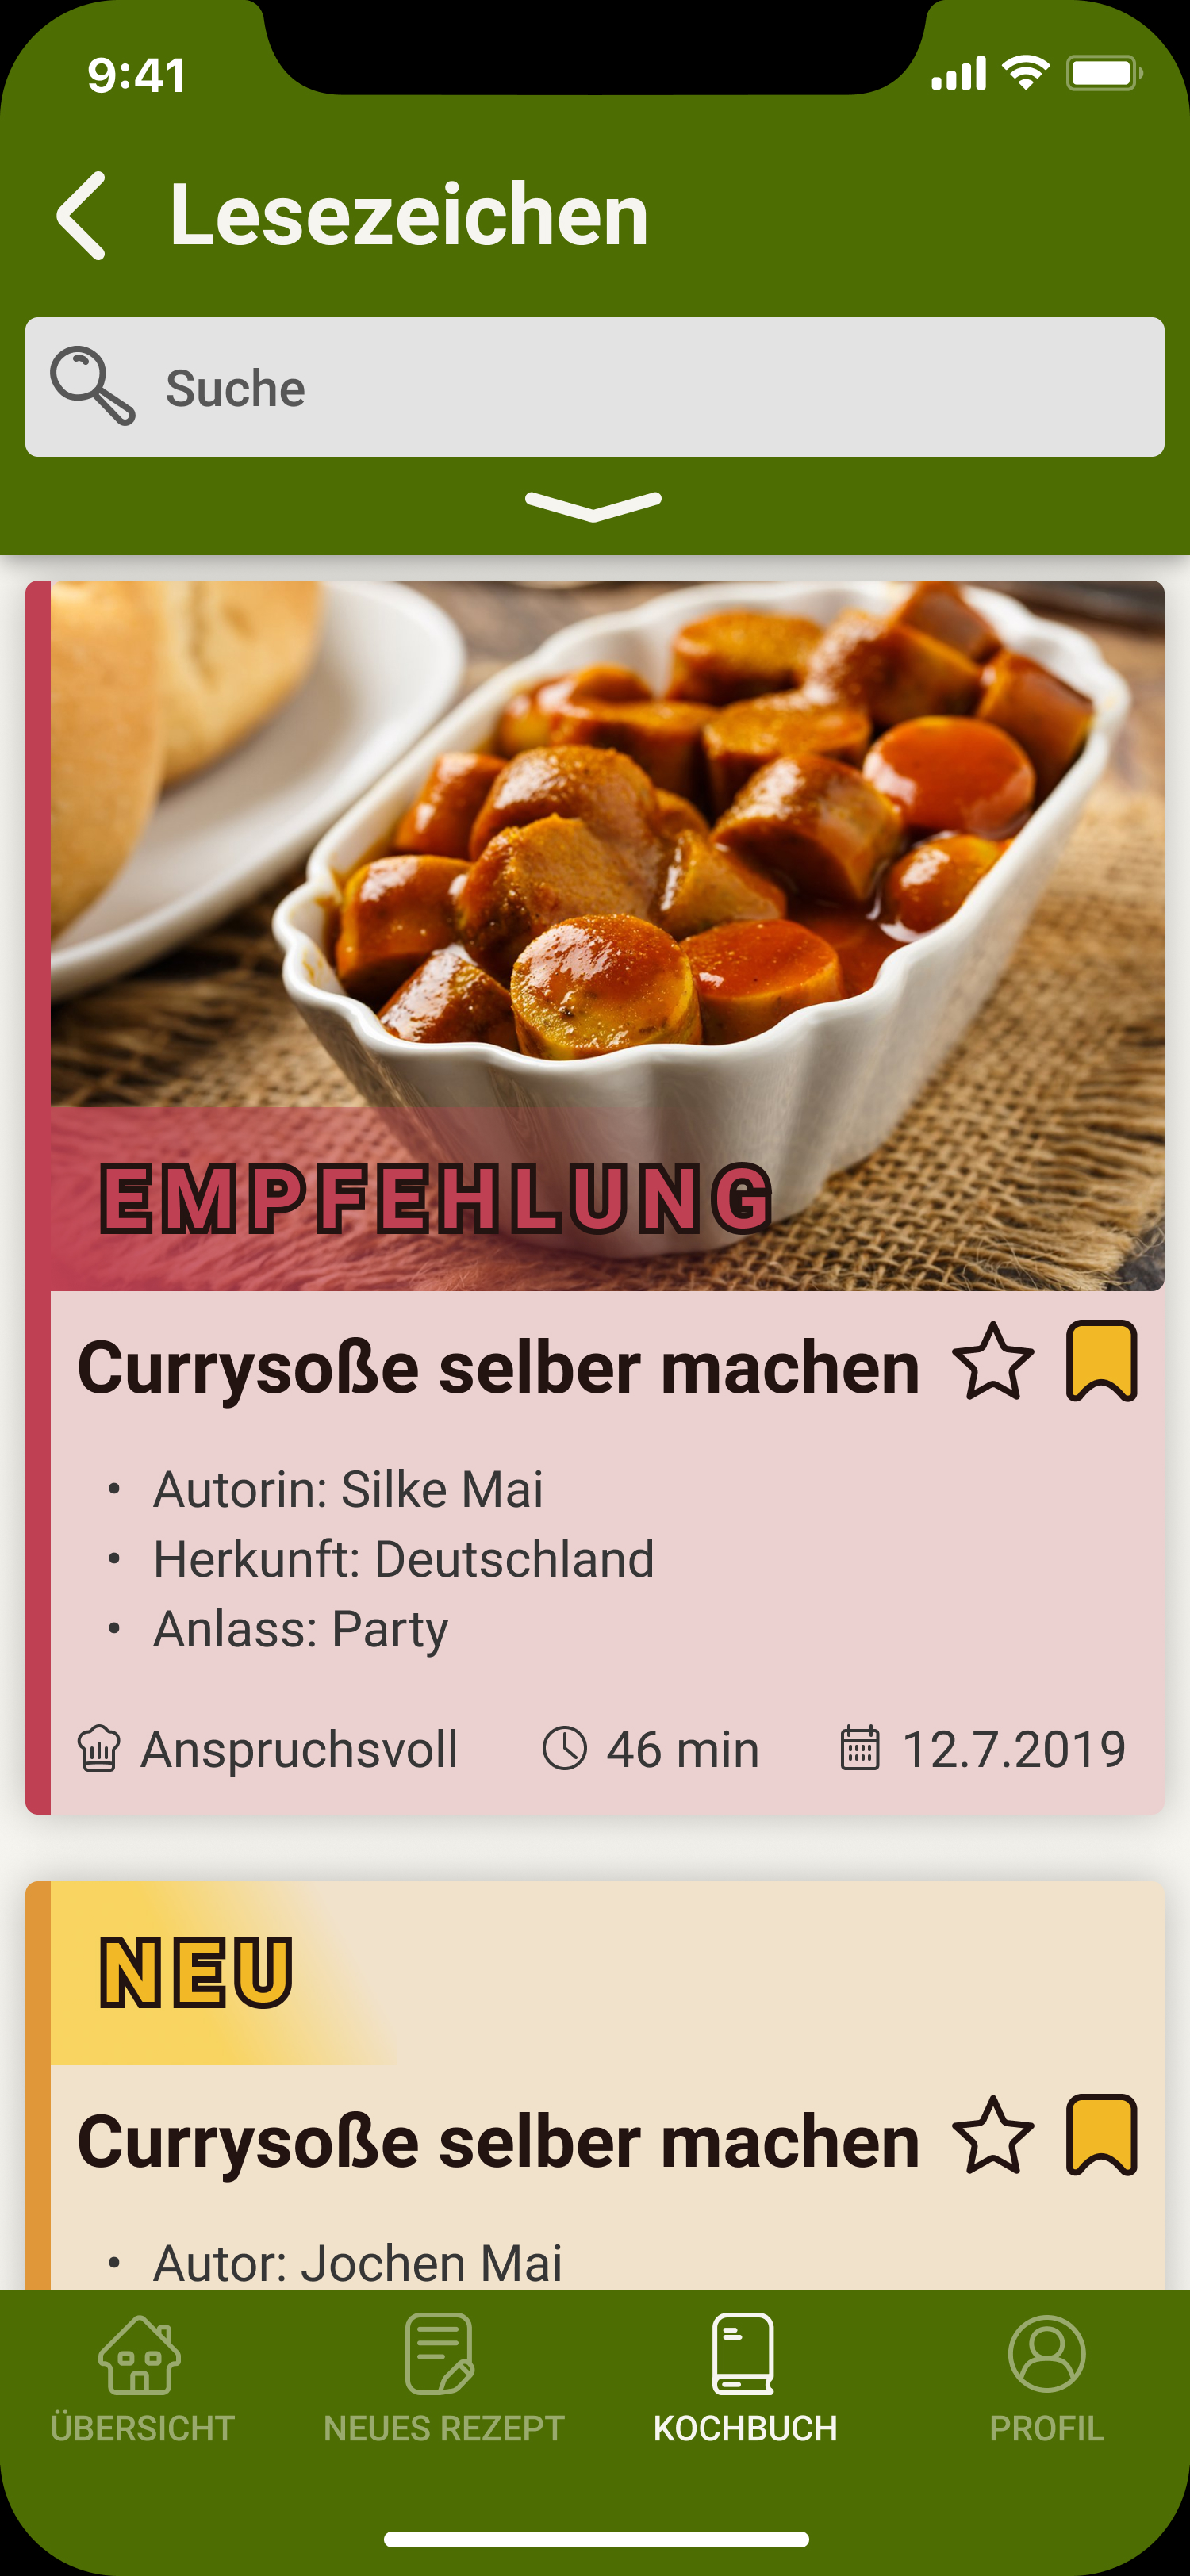 9:41
Lesezeichen
Suche
EMPFEHLUNG
Currysoße selber machen
• Autorin: Silke Mai
• Herkunft: Deutschland
• Anlass: Party
Anspruchsvoll 46 min 12.7.2019
NEU
Currysoße selber machen
• Autor: Jochen Mai
ÜBERSICHT NEUES REZEPT KOCHBUCH PROFIL